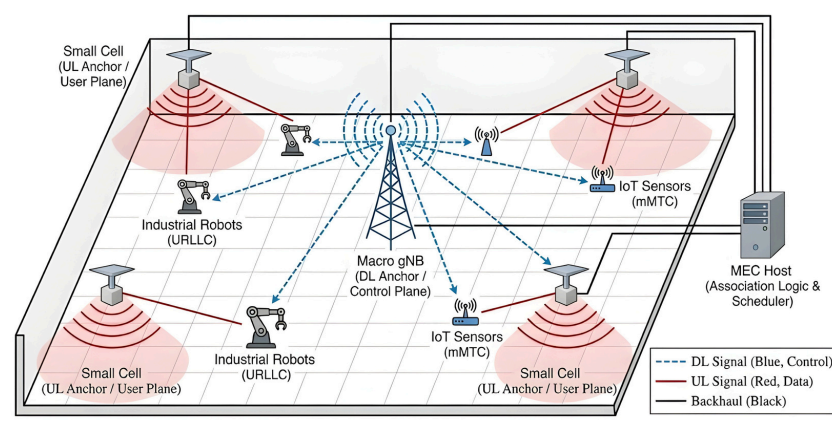 Small Cell
(UL Anchor /
User Plane)
Industrial Robots
(URLLC)
IoT Sensors
(mMTC)
Macro gNB
(DL Anchor /
Control Plane)
MEC Host
(Association Logic &
Scheduler)
Industrial Robots
(URLLC)
IoT Sensors
(mMTC)
Small Cell
(UL Anchor / User Plane)
Small Cell
(UL Anchor / User Plane)
DL Signal (Blue, Control)
UL Signal (Red, Data)
Backhaul (Black)